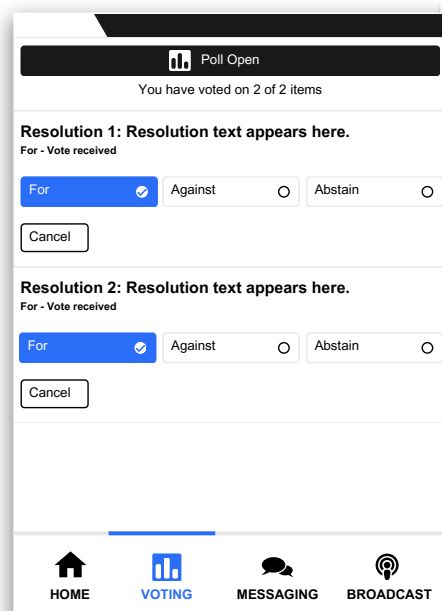 Poll Open
You have voted on 2 of 2 items
Resolution 1: Resolution text appears here.
For - Vote received
For Against Abstain
Cancel
Resolution 2: Resolution text appears here.
For - Vote received
For Against Abstain
Cancel
HOME VOTING MESSAGING BROADCAST